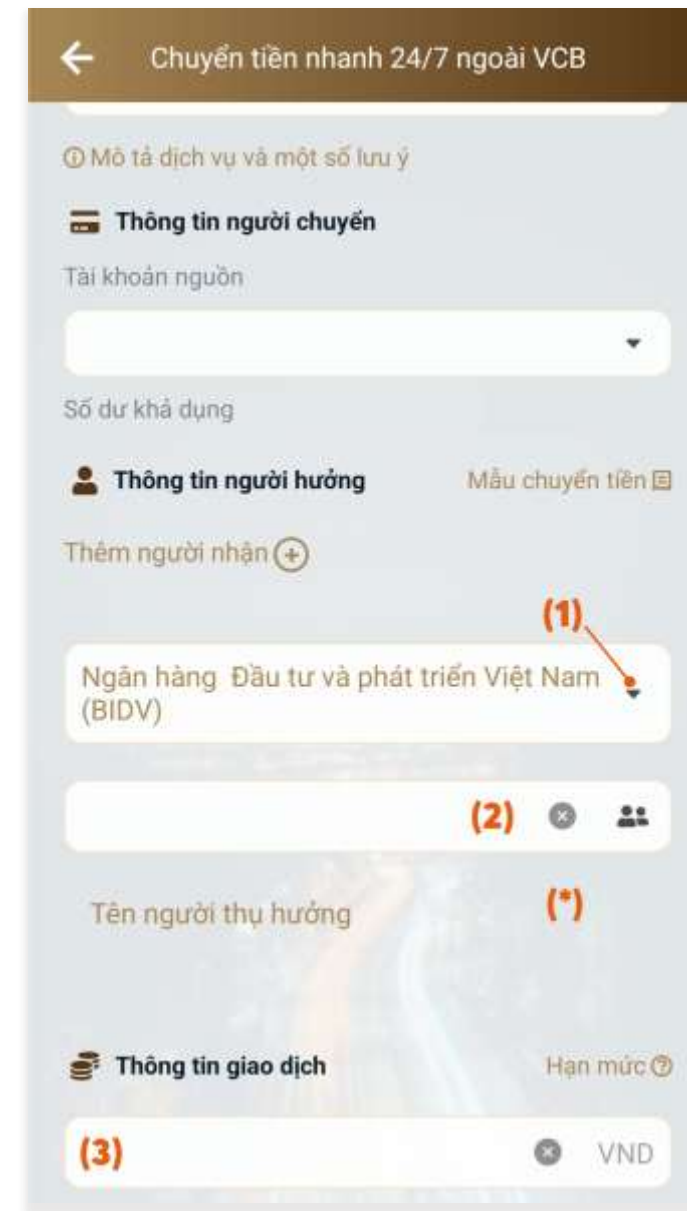 Chuyển tiền nhanh 24/7 ngoài VCB
Mô tả dịch vụ và một số lưu ý
Thông tin người chuyển
Tài khoản nguồn
Số dư khả dụng
Thông tin người hưởng Mẫu chuyển tiền
Thêm người nhận
(1)
Ngân hàng Đầu tư và phát triển Việt Nam
(BIDV)
(2)
Tên người thụ hưởng (*)
Thông tin giao dịch Hạn mức
(3) VND